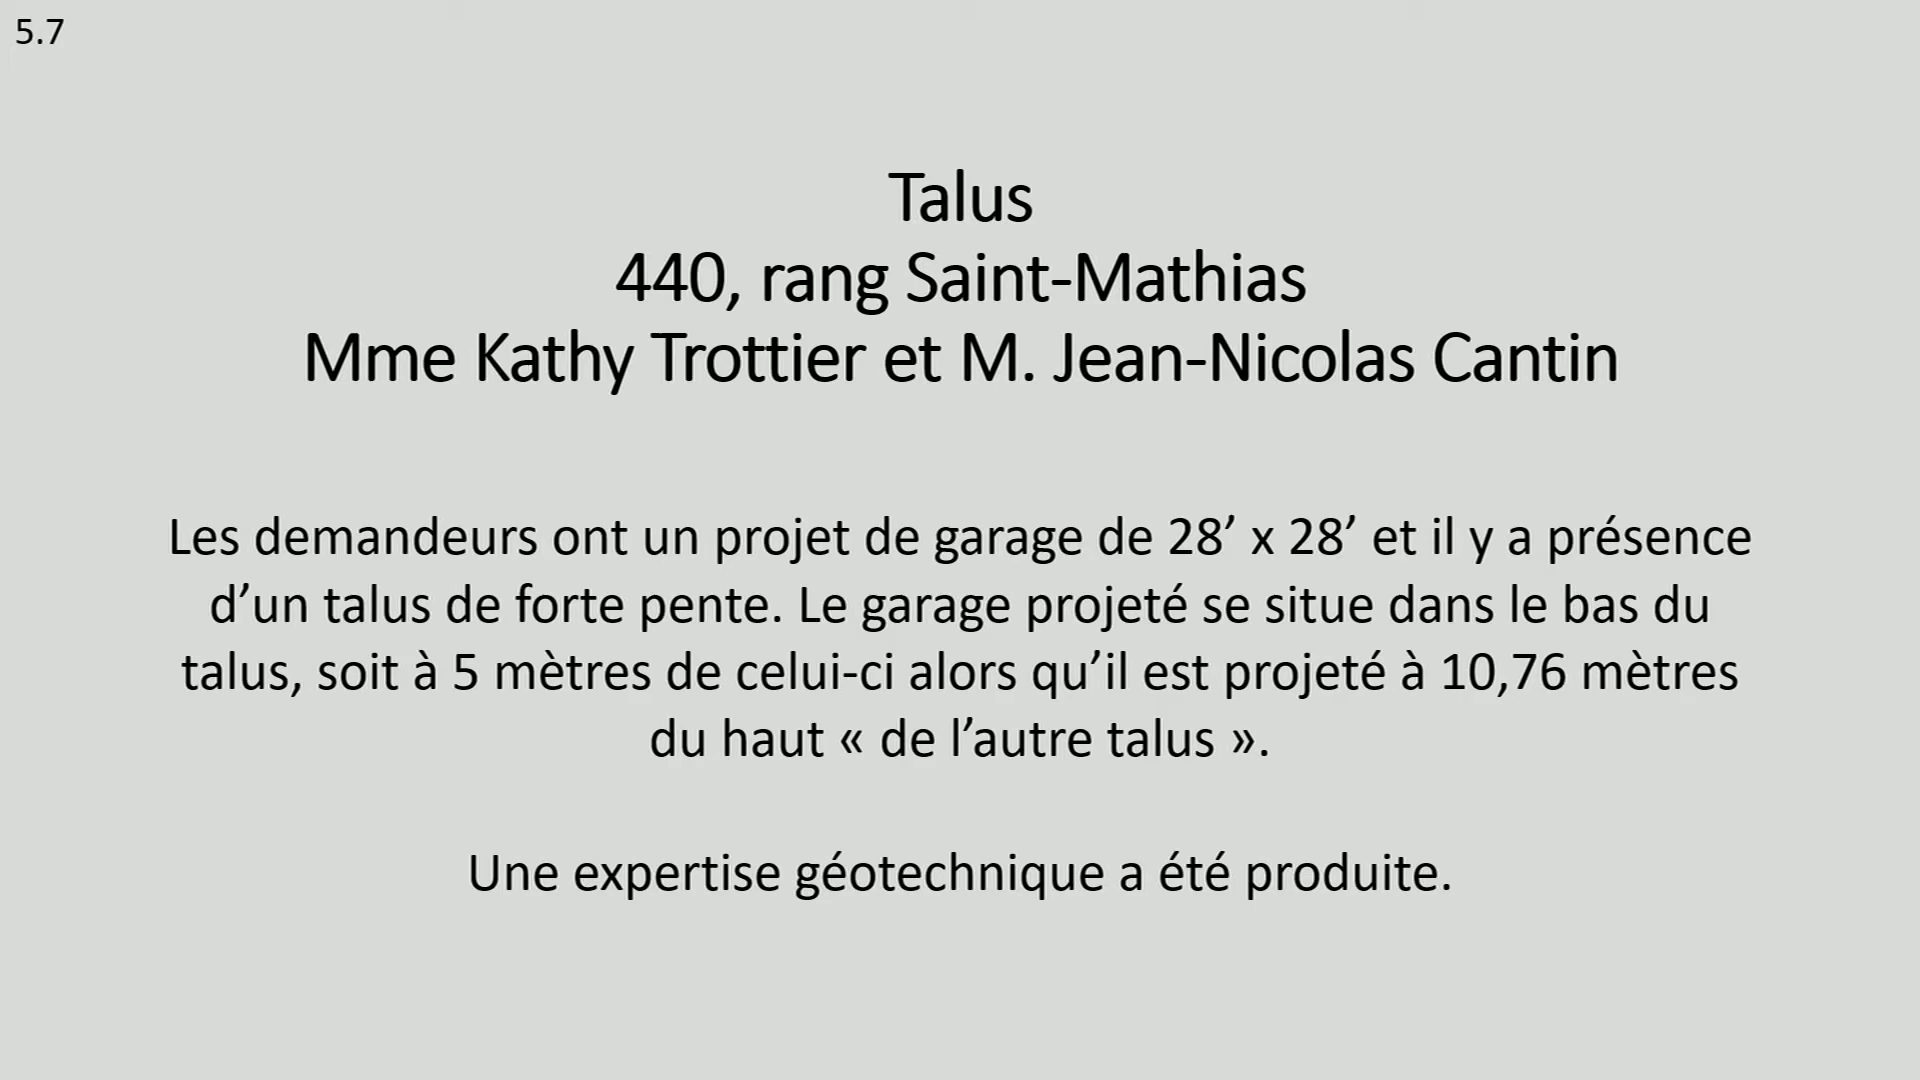 5.7
Talus
440, rang Saint-Mathias
Mme Kathy Trottier et M. Jean-Nicolas Cantin
Les demandeurs ont un projet de garage de 28’ x 28’ et il y a présence
d’un talus de forte pente. Le garage projeté se situe dans le bas du
talus, soit à 5 mètres de celui-ci alors qu’il est projeté à 10,76 mètres
du haut « de l’autre talus ».
Une expertise géotechnique a été produite.